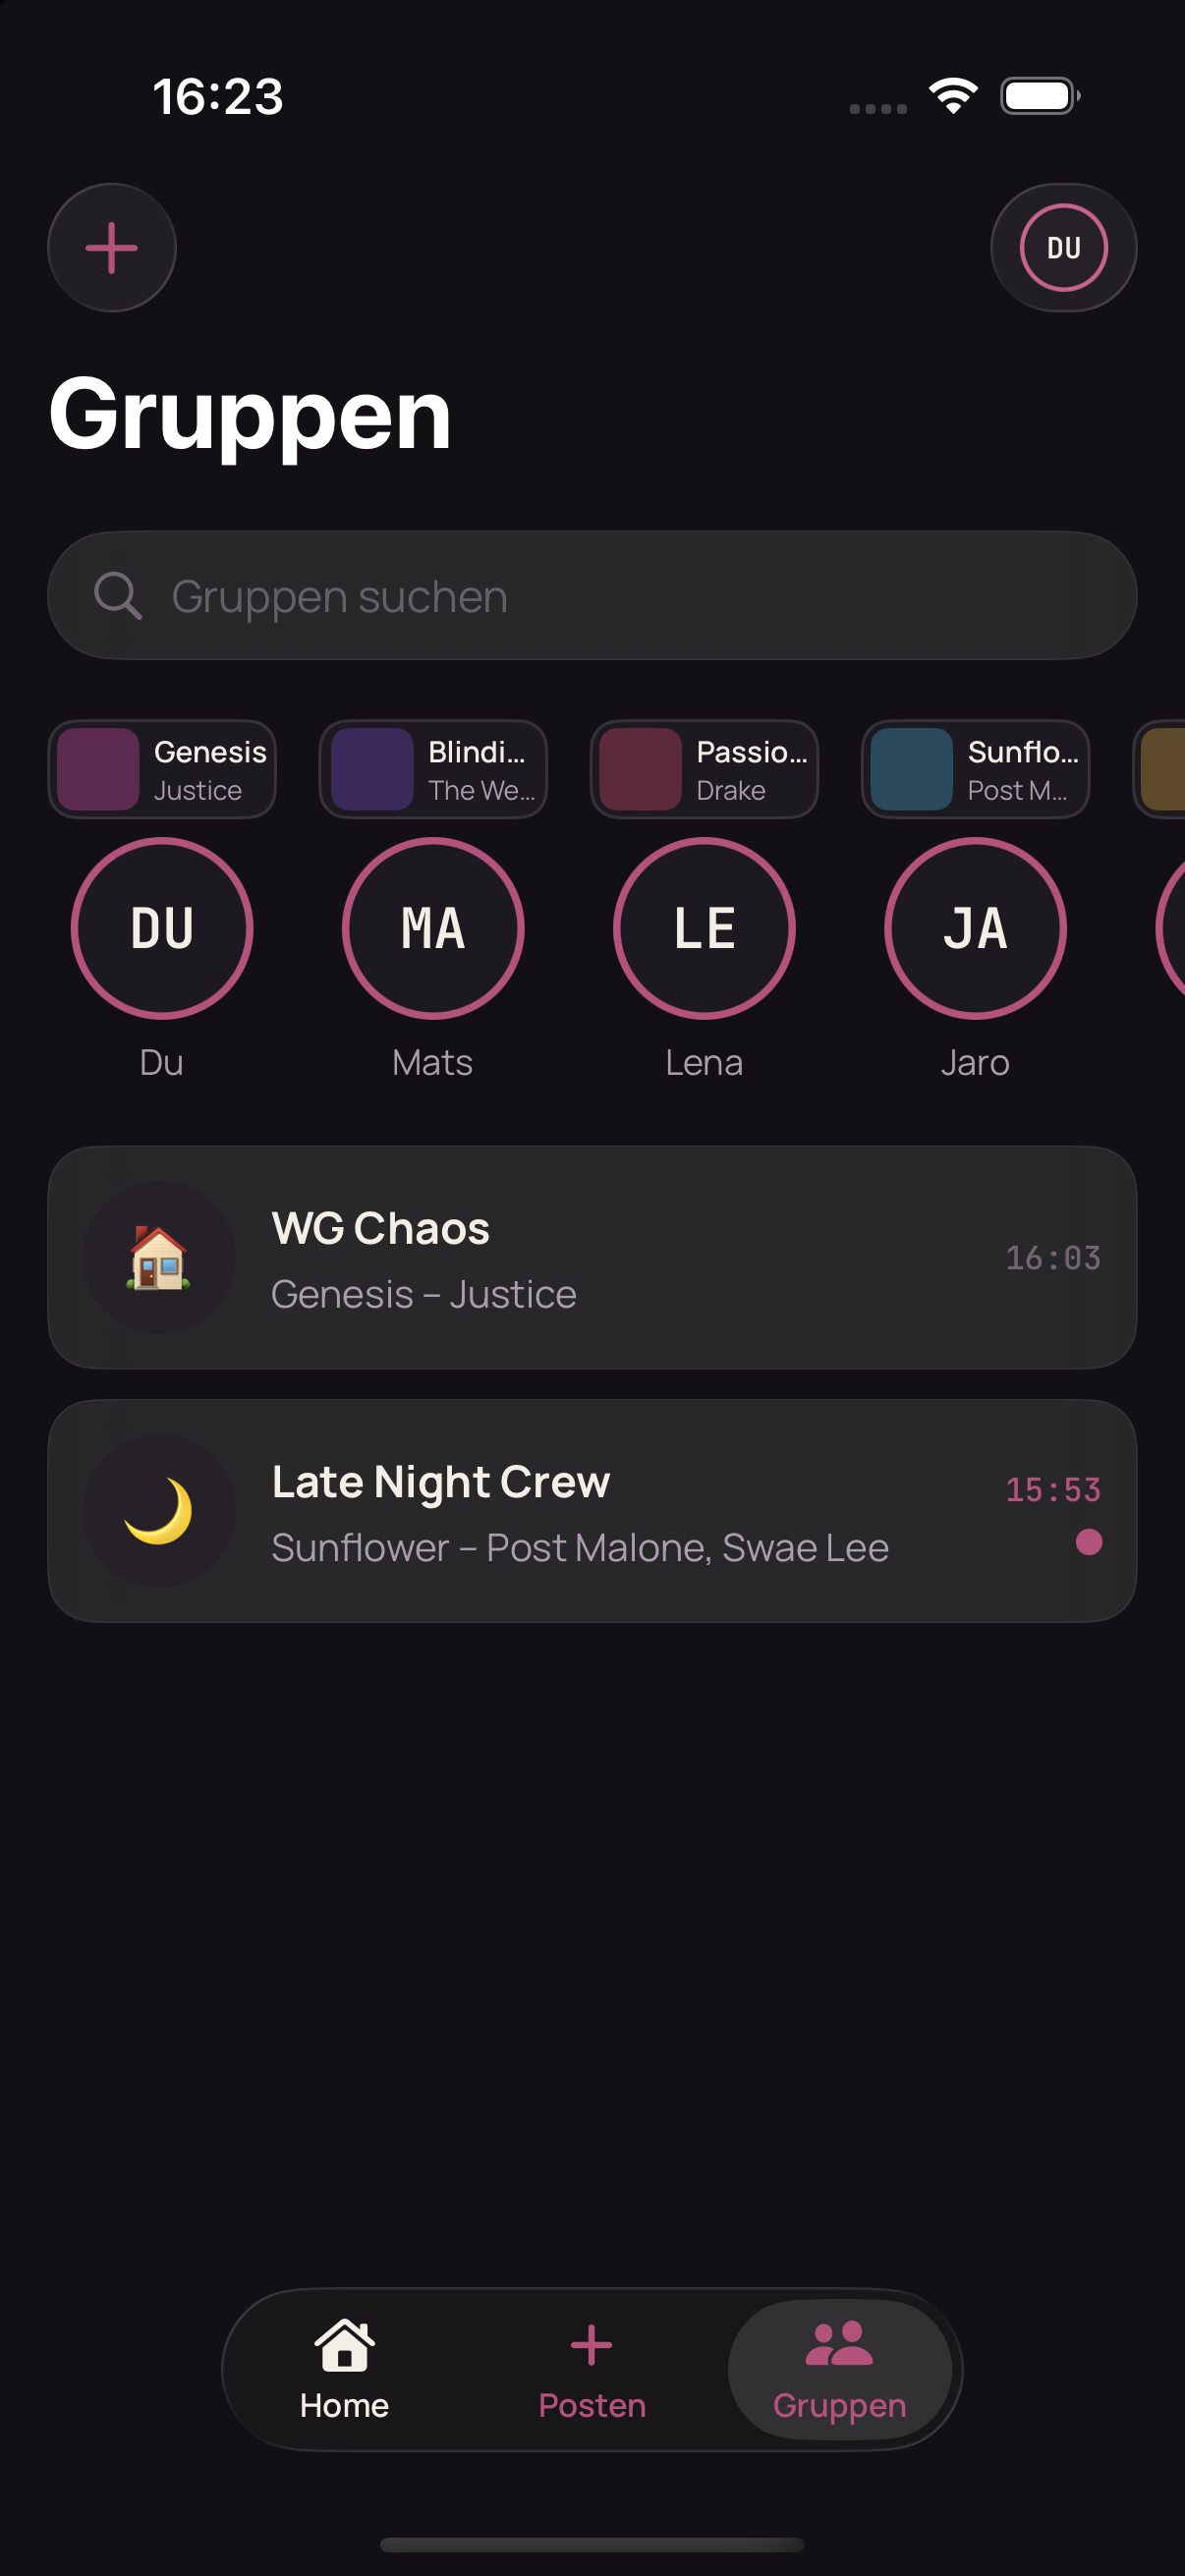 16:23
DU
Gruppen
Gruppen suchen
Genesis
Justice
Blindi...
The We...
Passio...
Drake
Sunflo...
Post M...
DU
MA
LE
JA
Du
Mats
Lena
Jaro
WG Chaos
Genesis – Justice
16:03
Late Night Crew
Sunflower – Post Malone, Swae Lee
15:53
Home
Posten
Gruppen